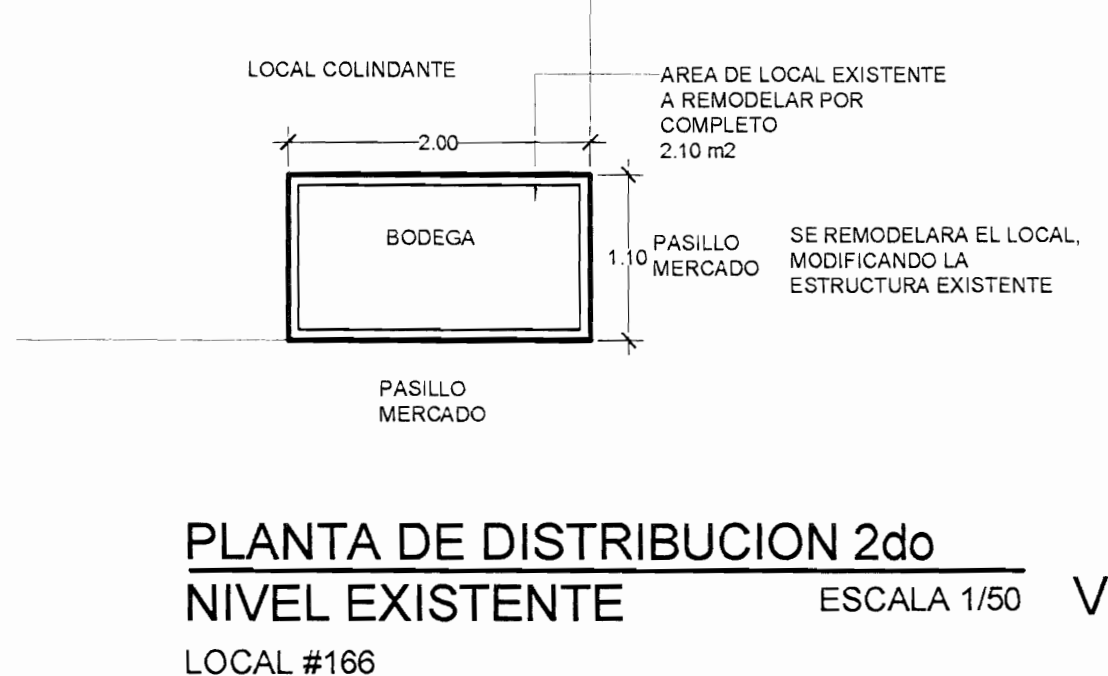 LOCAL COLINDANTE
AREA DE LOCAL EXISTENTE
A REMODELAR POR
COMPLETO
2.10 m2
2.00
BODEGA
1.10
PASILLO
MERCADO
SE REMODELARA EL LOCAL,
MODIFICANDO LA
ESTRUCTURA EXISTENTE
PASILLO
MERCADO
PLANTA DE DISTRIBUCION 2do
NIVEL EXISTENTE
ESCALA 1/50
V
LOCAL #166